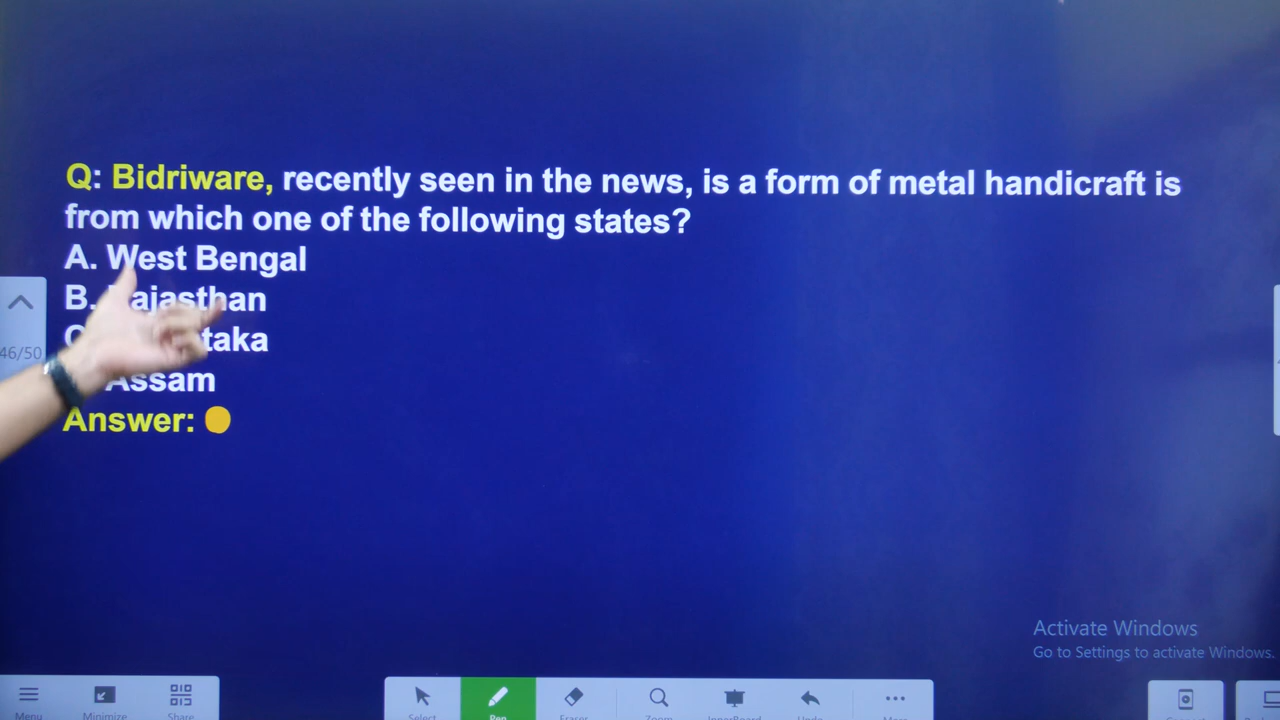 Q: Bidriware, recently seen in the news, is a form of metal handicraft is
from which one of the following states?
A. West Bengal
B. Rajasthan
taka
Assam
Answer:
46/50
Activate Windows
Go to Settings to activate Windows.
Menu
Minimize
Share
Select
Pen
Eraser
Zoom
Undo
More